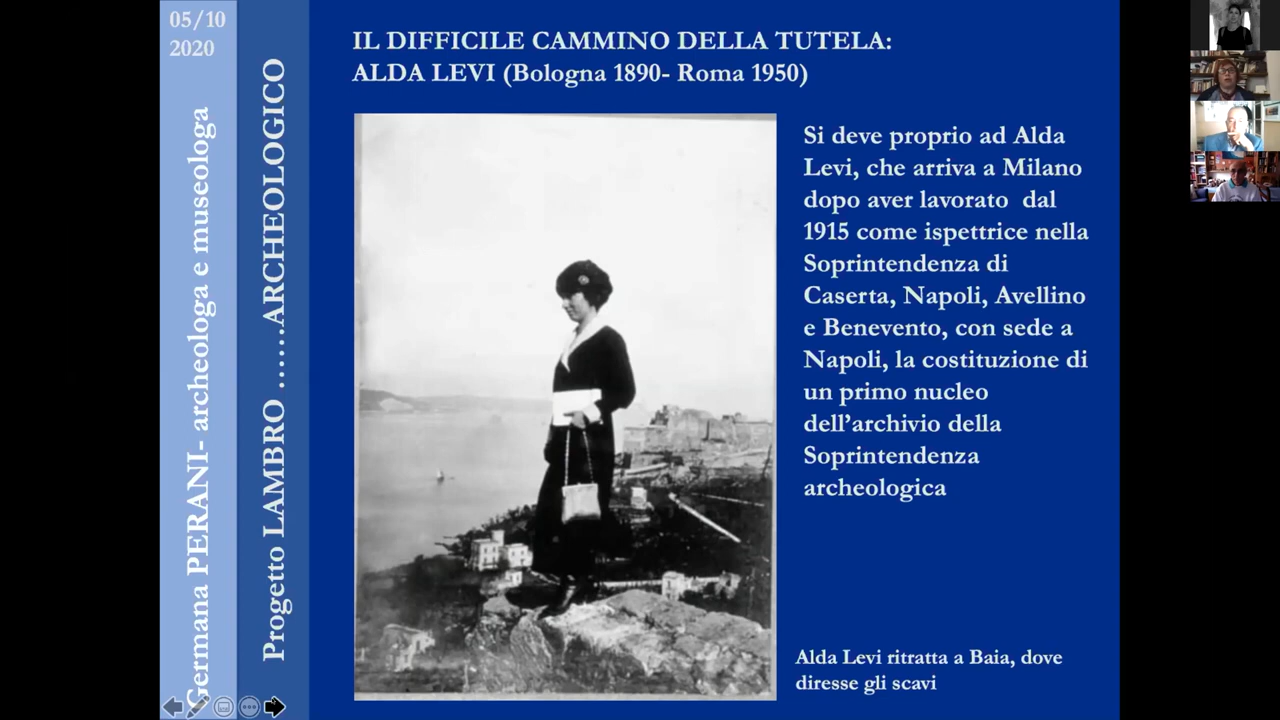 05/10
2020
Germana PERANI- archeologa e museologa
Progetto LAMBRO ......ARCHEOLOGICO
IL DIFFICILE CAMMINO DELLA TUTELA:
ALDA LEVI (Bologna 1890- Roma 1950)
Si deve proprio ad Alda
Levi, che arriva a Milano
dopo aver lavorato dal
1915 come ispettrice nella
Soprintendenza di
Caserta, Napoli, Avellino
e Benevento, con sede a
Napoli, la costituzione di
un primo nucleo
dell’archivio della
Soprintendenza
archeologica
Alda Levi ritratta a Baia, dove
diresse gli scavi